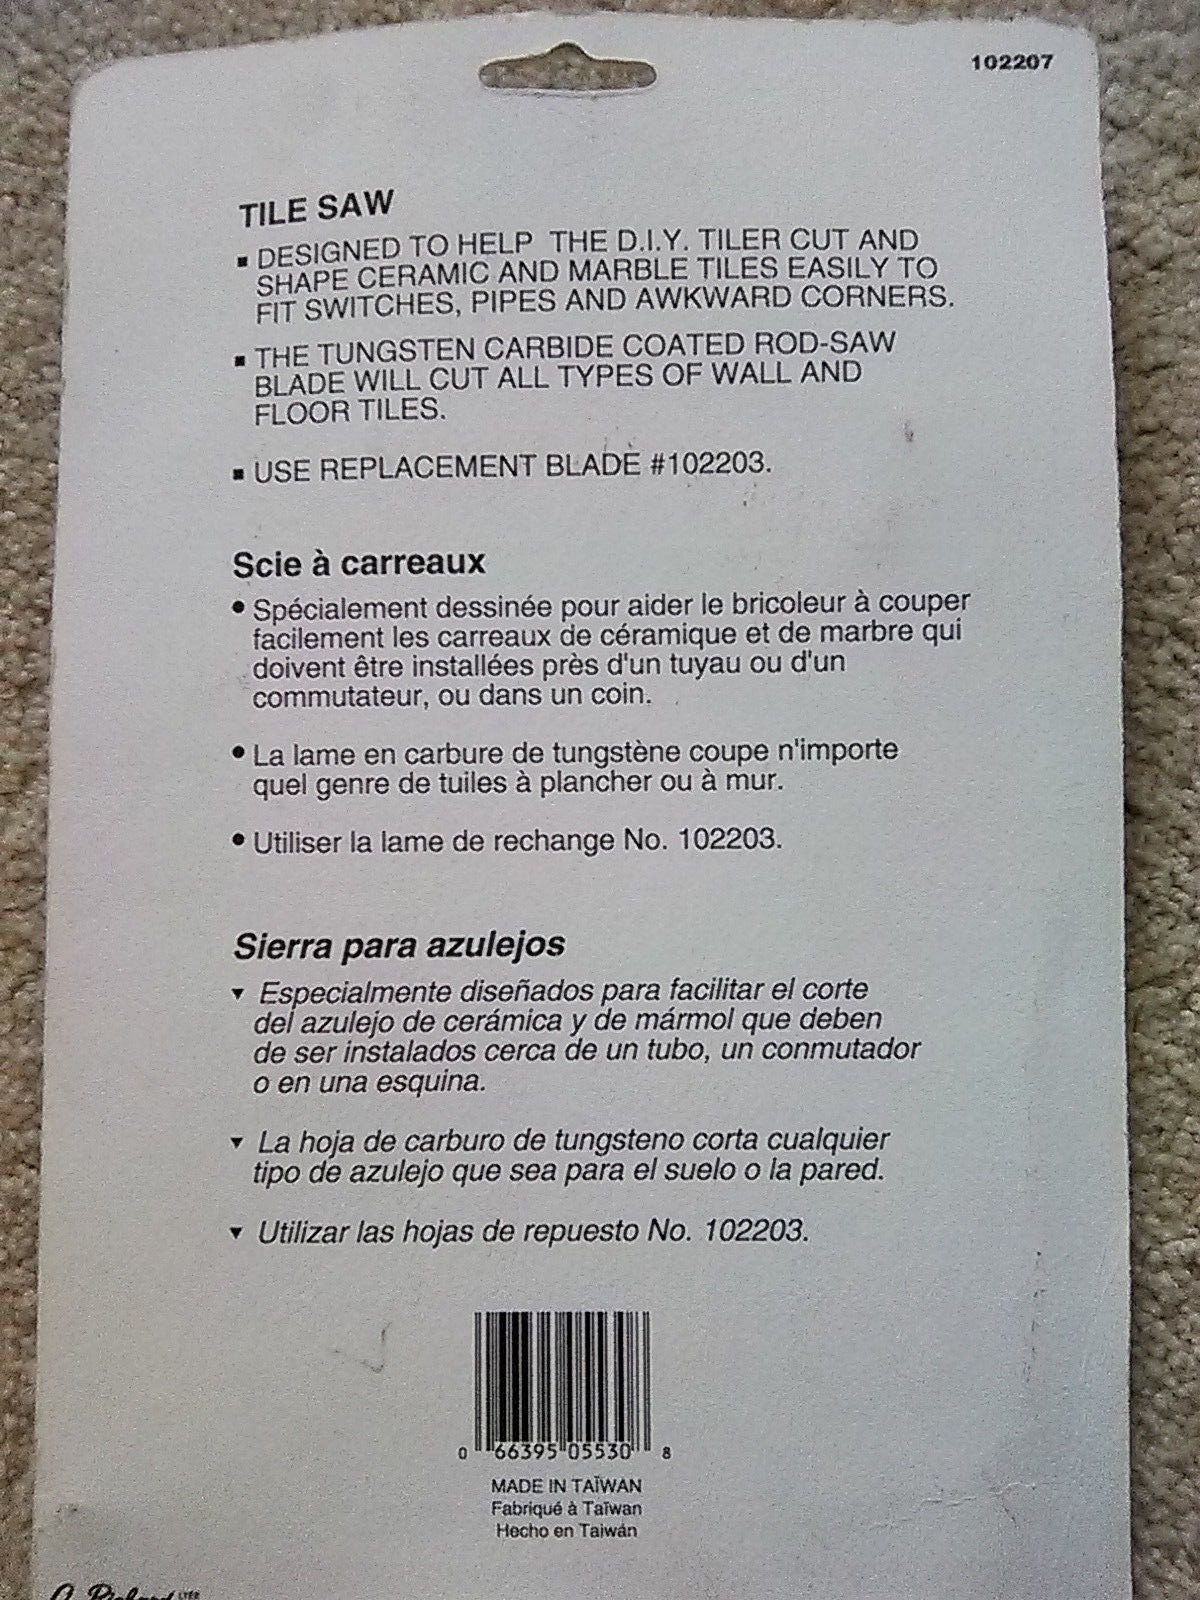 102207
TILE SAW
▪ DESIGNED TO HELP THE D.I.Y. TILER CUT AND
SHAPE CERAMIC AND MARBLE TILES EASILY TO
FIT SWITCHES, PIPES AND AWKWARD CORNERS.
▪ THE TUNGSTEN CARBIDE COATED ROD-SAW
BLADE WILL CUT ALL TYPES OF WALL AND
FLOOR TILES.
▪ USE REPLACEMENT BLADE #102203.
Scie à carreaux
• Spécialement dessinée pour aider le bricoleur à couper
facilement les carreaux de céramique et de marbre qui
doivent être installées près d'un tuyau ou d'un
commutateur, ou dans un coin.
• La lame en carbure de tungstène coupe n'importe
quel genre de tuiles à plancher ou à mur.
• Utiliser la lame de rechange No. 102203.
Sierra para azulejos
▼ Especialmente diseñados para facilitar el corte
del azulejo de cerámica y de mármol que deben
de ser instalados cerca de un tubo, un conmutador
o en una esquina.
▼ La hoja de carburo de tungsteno corta cualquier
tipo de azulejo que sea para el suelo o la pared.
▼ Utilizar las hojas de repuesto No. 102203.
0 66395 05530 8
MADE IN TAÏWAN
Fabriqué à Taïwan
Hecho en Taiwán
A. Richard